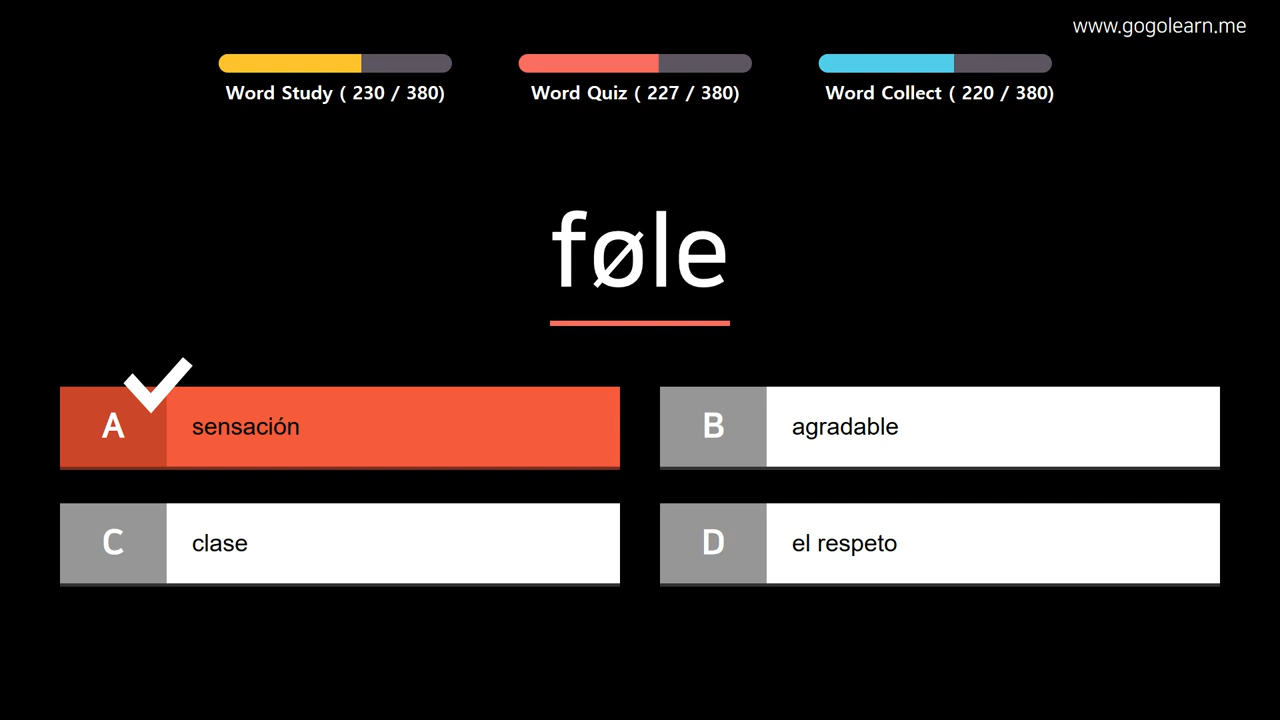 www.gogolearn.me
Word Study ( 230 / 380)
Word Quiz ( 227 / 380)
Word Collect ( 220 / 380)
føle
A
sensación
B
agradable
C
clase
D
el respeto